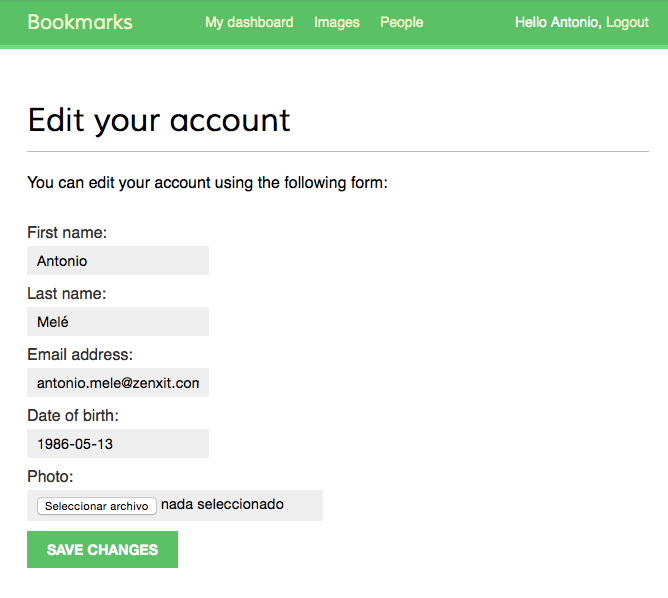 Bookmarks My dashboard Images People Hello Antonio, Logout
Edit your account
You can edit your account using the following form:
First name:
Antonio
Last name:
Melé
Email address:
antonio.mele@zenxit.com
Date of birth:
1986-05-13
Photo:
Seleccionar archivo nada seleccionado
SAVE CHANGES